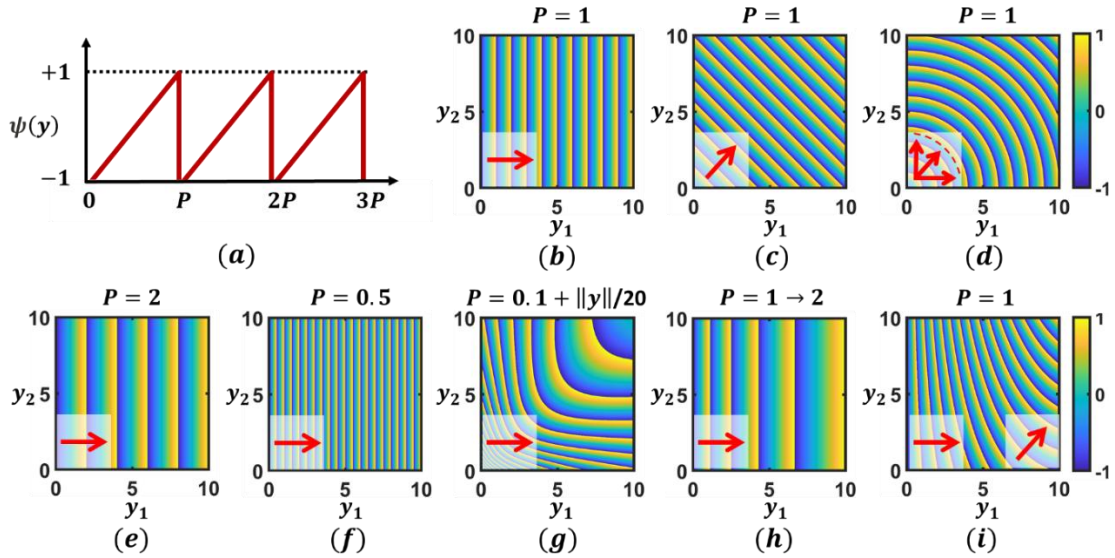 +1
ψ(y)
−1
0 P 2P 3P
(a)
P = 1
10
y₂ 5
0
0 5 10
y₁
(b)
P = 1
10
y₂ 5
0
0 5 10
y₁
(c)
P = 1
10
y₂ 5
0
0 5 10
y₁
(d)
1
0
-1
P = 2
10
y₂ 5
0
0 5 10
y₁
(e)
P = 0.5
10
y₂ 5
0
0 5 10
y₁
(f)
P = 0.1 + ‖y‖/20
10
y₂ 5
0
0 5 10
y₁
(g)
P = 1 → 2
10
y₂ 5
0
0 5 10
y₁
(h)
P = 1
10
y₂ 5
0
0 5 10
y₁
(i)
1
0
-1